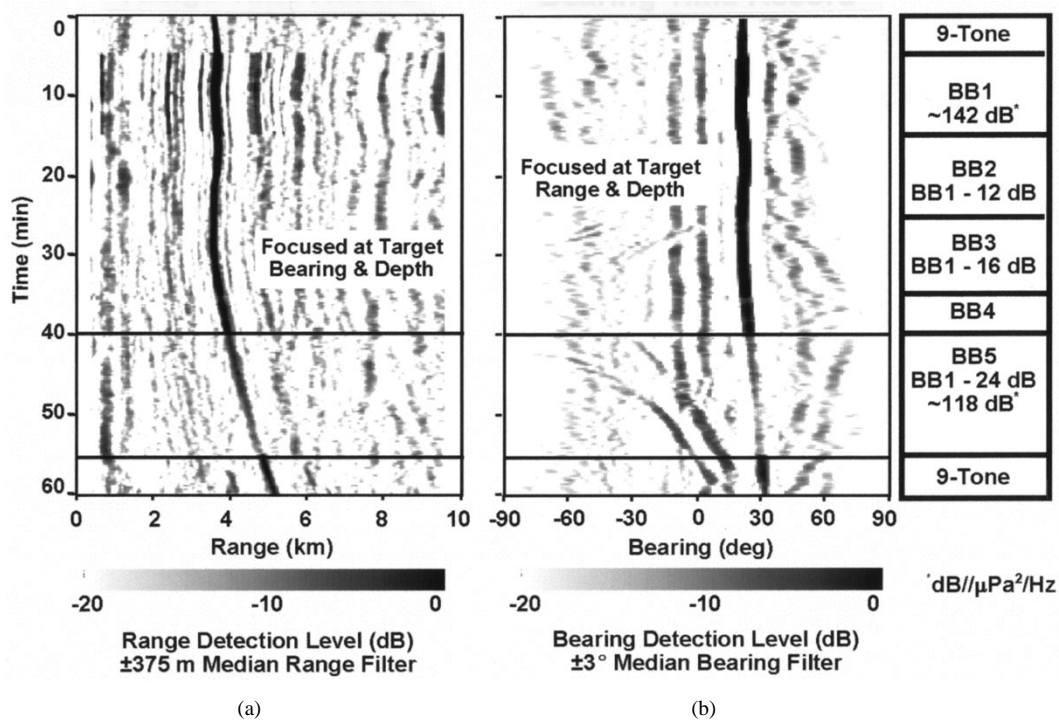 0
10
20
30
40
50
60
Time (min)
Focused at Target
Bearing & Depth
0
2
4
6
8
10
Range (km)
-20
-10
0
Range Detection Level (dB)
±375 m Median Range Filter
(a)
Focused at Target
Range & Depth
-90
-60
-30
0
30
60
90
Bearing (deg)
-20
-10
0
Bearing Detection Level (dB)
±3° Median Bearing Filter
(b)
9-Tone
BB1
~142 dB*
BB2
BB1 - 12 dB
BB3
BB1 - 16 dB
BB4
BB5
BB1 - 24 dB
~118 dB*
9-Tone
*dB//μPa²/Hz